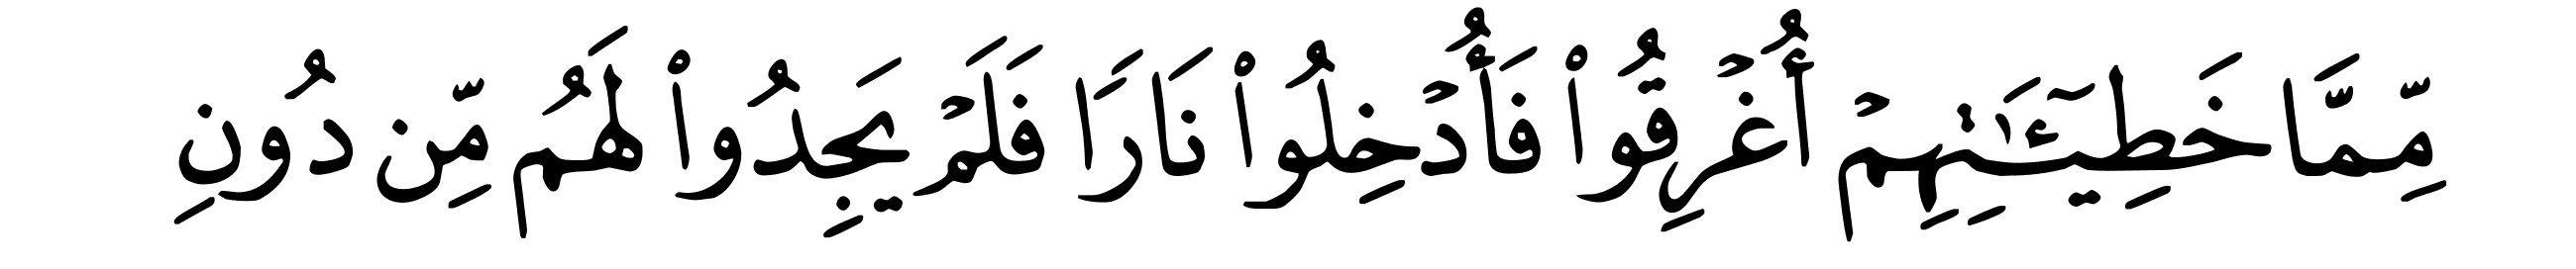 مِّمَّا خَطِيٓـَٰٔتِهِمْ أُغْرِقُوا۟ فَأُدْخِلُوا۟ نَارًا فَلَمْ يَجِدُوا۟ لَهُم مِّن دُونِ